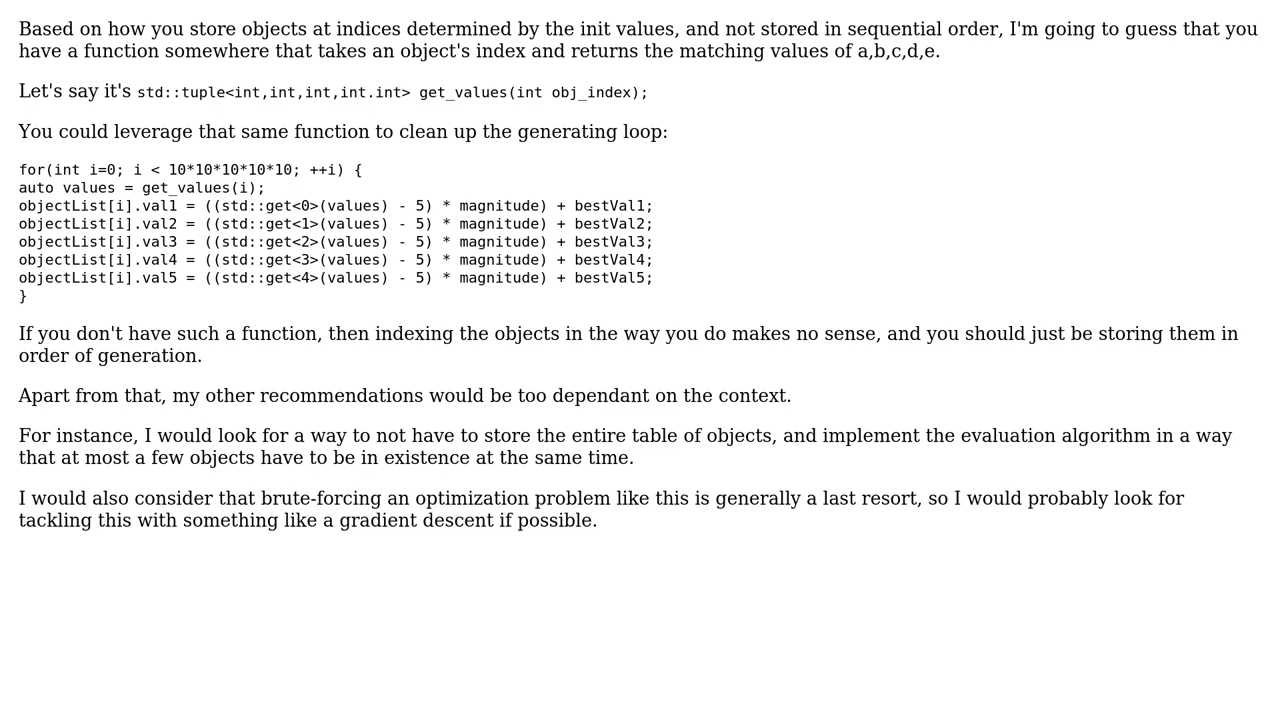 Based on how you store objects at indices determined by the init values, and not stored in sequential order, I'm going to guess that you
have a function somewhere that takes an object's index and returns the matching values of a,b,c,d,e.
Let's say it's std::tuple<int,int,int,int.int> get_values(int obj_index);
You could leverage that same function to clean up the generating loop:
for(int i=0; i < 10*10*10*10*10; ++i) {
auto values = get_values(i);
objectList[i].val1 = ((std::get<0>(values) - 5) * magnitude) + bestVal1;
objectList[i].val2 = ((std::get<1>(values) - 5) * magnitude) + bestVal2;
objectList[i].val3 = ((std::get<2>(values) - 5) * magnitude) + bestVal3;
objectList[i].val4 = ((std::get<3>(values) - 5) * magnitude) + bestVal4;
objectList[i].val5 = ((std::get<4>(values) - 5) * magnitude) + bestVal5;
}
If you don't have such a function, then indexing the objects in the way you do makes no sense, and you should just be storing them in
order of generation.
Apart from that, my other recommendations would be too dependant on the context.
For instance, I would look for a way to not have to store the entire table of objects, and implement the evaluation algorithm in a way
that at most a few objects have to be in existence at the same time.
I would also consider that brute-forcing an optimization problem like this is generally a last resort, so I would probably look for
tackling this with something like a gradient descent if possible.